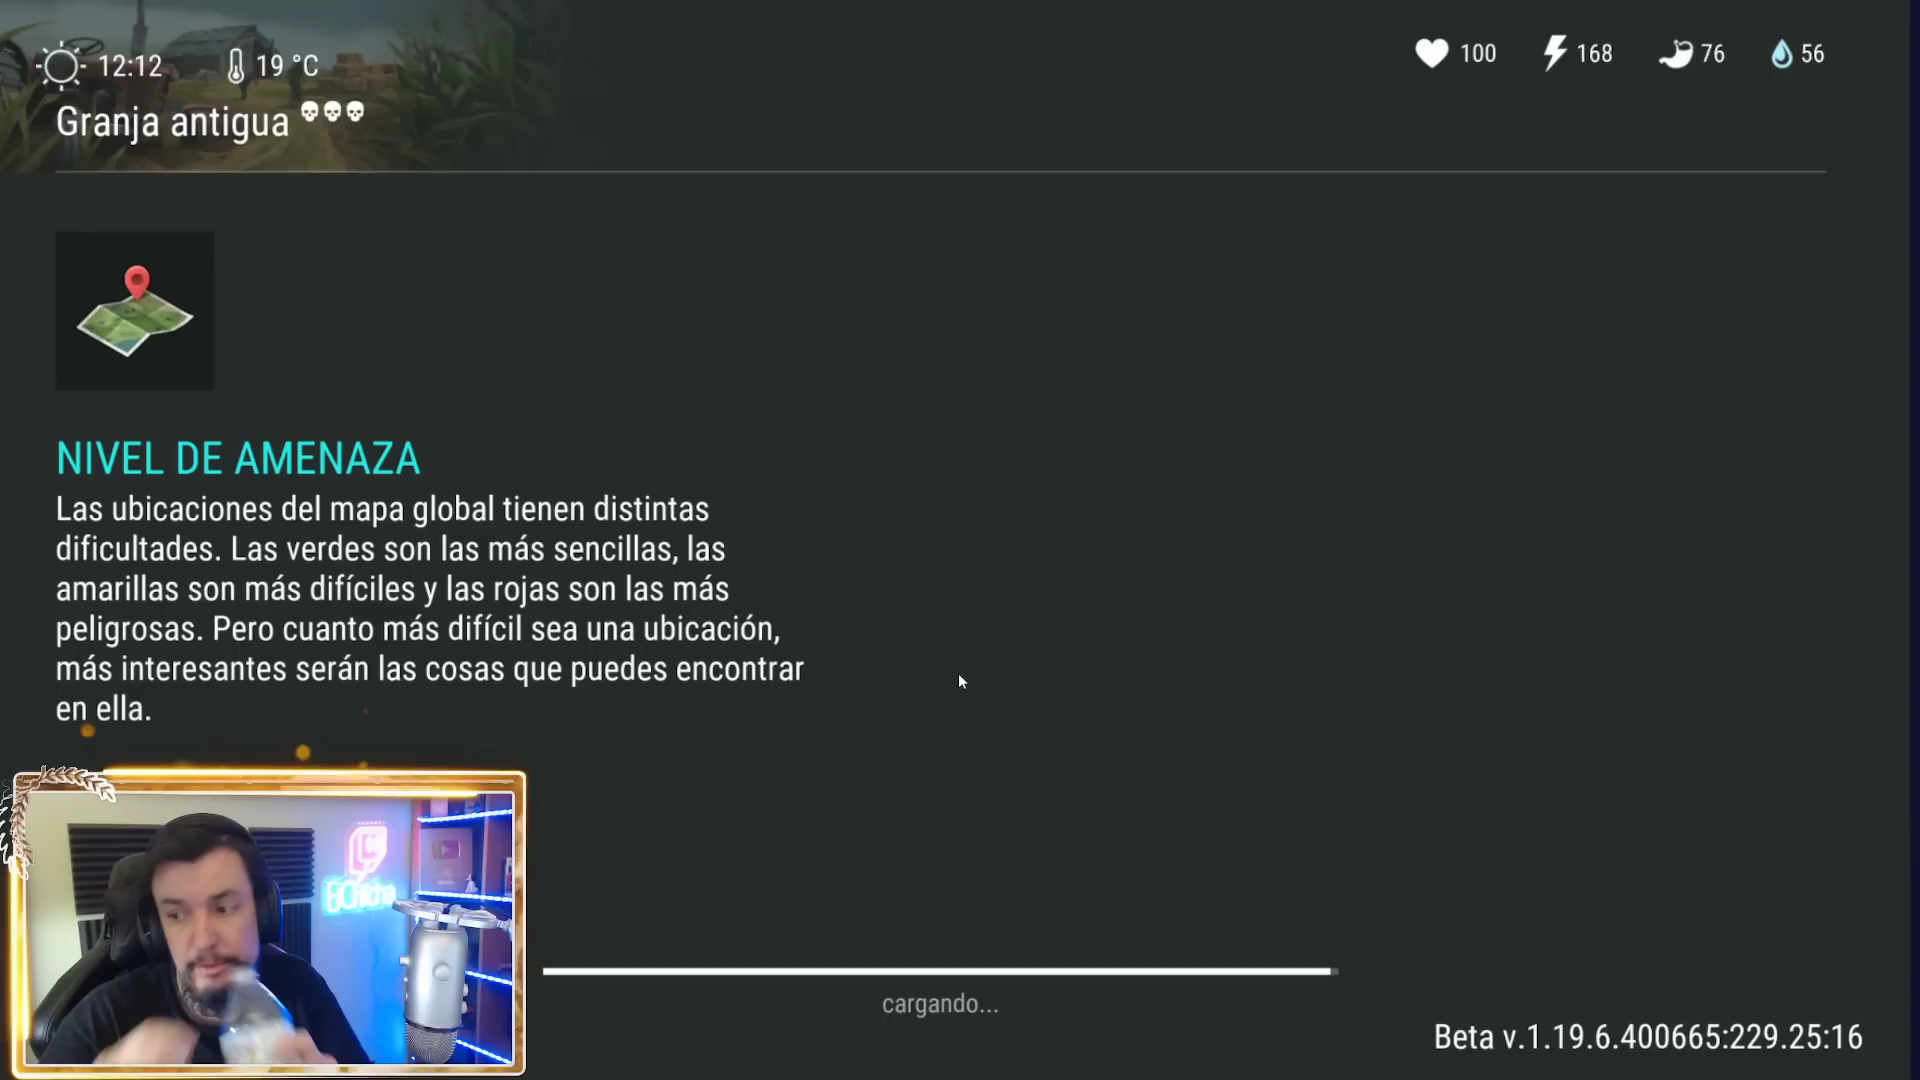 12:12
19 °C
100
168
76
56
Granja antigua
NIVEL DE AMENAZA
Las ubicaciones del mapa global tienen distintas
dificultades. Las verdes son las más sencillas, las
amarillas son más difíciles y las rojas son las más
peligrosas. Pero cuanto más difícil sea una ubicación,
más interesantes serán las cosas que puedes encontrar
en ella.
cargando...
Beta v.1.19.6.400665:229.25:16